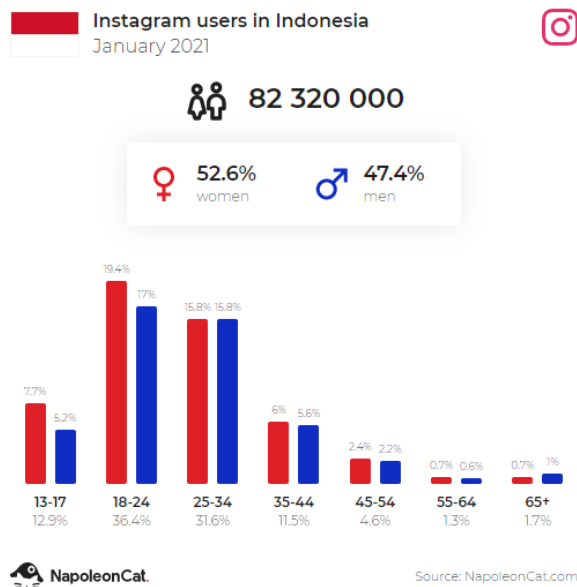 Instagram users in Indonesia
January 2021
82 320 000
52.6% 47.4%
women men
19.4%
17%
15.8% 15.8%
7.7%
5.2%
6% 5.6%
2.4% 2.2%
0.7% 0.6% 0.7% 1%
13-17 18-24 25-34 35-44 45-54 55-64 65+
12.9% 36.4% 31.6% 11.5% 4.6% 1.3% 1.7%
NapoleonCat. Source: NapoleonCat.com